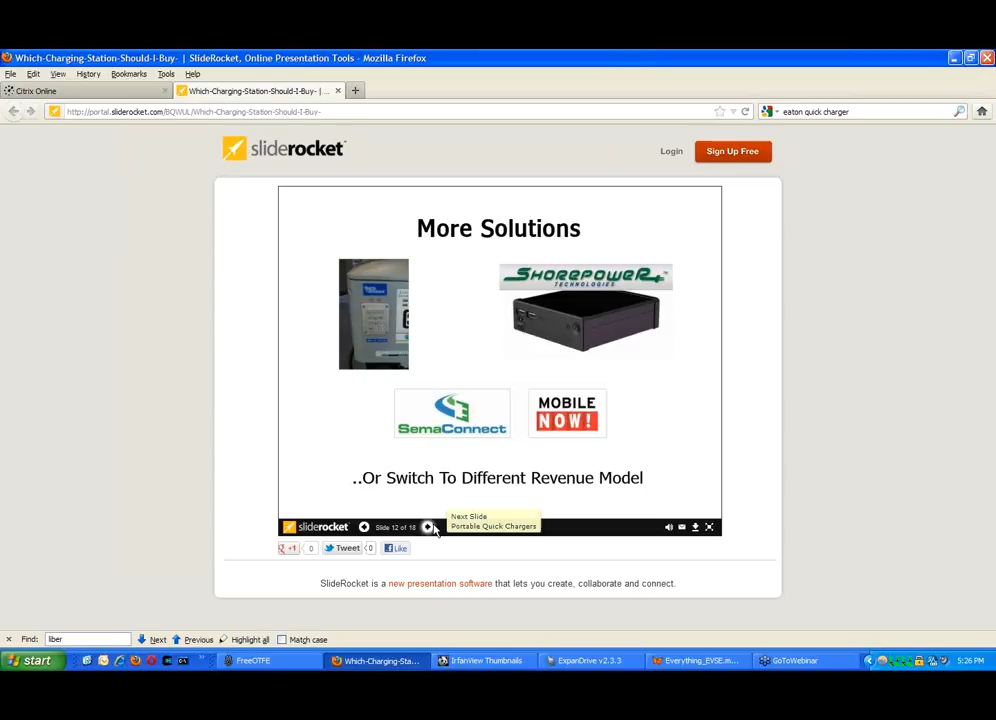 Which-Charging-Station-Should-I-Buy- | SlideRocket, Online Presentation Tools - Mozilla Firefox
File Edit View History Bookmarks Tools Help
Citrix Online
Which-Charging-Station-Should-I-Buy- | ...
http://portal.sliderocket.com/BQWUL/Which-Charging-Station-Should-I-Buy-
eaton quick charger
sliderocket
Login
Sign Up Free
More Solutions
SHOREPOWER
TECHNOLOGIES
SemaConnect
MOBILE
NOW!
..Or Switch To Different Revenue Model
Next Slide
Portable Quick Chargers
sliderocket
Slide 12 of 18
+1 0 Tweet 0 Like
SlideRocket is a new presentation software that lets you create, collaborate and connect.
Find: liber Next Previous Highlight all Match case
start
FreeOTFE
Which-Charging-Sta...
IrfanView Thumbnails
ExpanDrive v2.3.3
Everything_EVSE.m...
GoToWebinar
5:26 PM